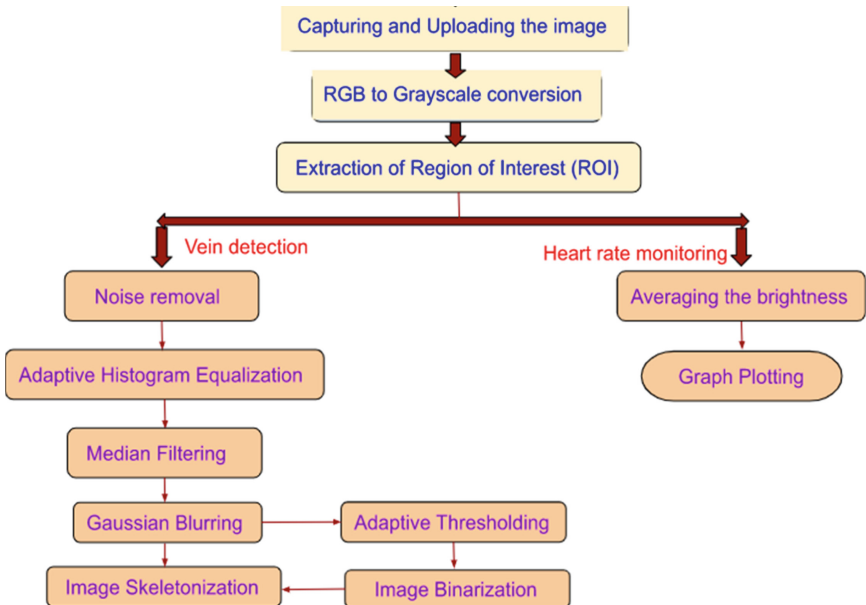 Capturing and Uploading the image
RGB to Grayscale conversion
Extraction of Region of Interest (ROI)
Vein detection
Heart rate monitoring
Noise removal
Averaging the brightness
Adaptive Histogram Equalization
Graph Plotting
Median Filtering
Gaussian Blurring
Adaptive Thresholding
Image Skeletonization
Image Binarization